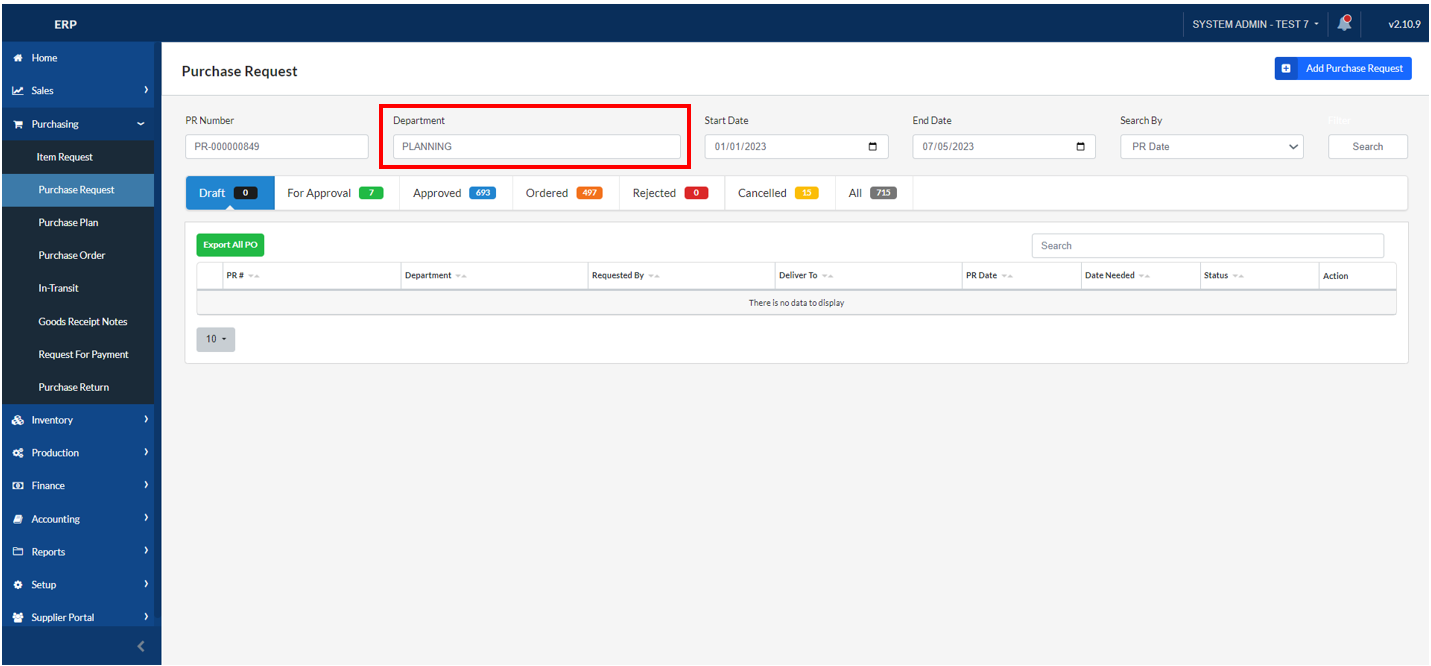 ERP
SYSTEM ADMIN - TEST 7
v2.10.9
Home
Sales
Purchasing
Item Request
Purchase Request
Purchase Plan
Purchase Order
In-Transit
Goods Receipt Notes
Request For Payment
Purchase Return
Inventory
Production
Finance
Accounting
Reports
Setup
Supplier Portal
Purchase Request
Add Purchase Request
PR Number Department Start Date End Date Search By Filter
PR-000000849 PLANNING 01/01/2023 07/05/2023 PR Date Search
Draft 0 For Approval 7 Approved 693 Ordered 497 Rejected 0 Cancelled 15 All 715
Export All PO Search
PR # Department Requested By Deliver To PR Date Date Needed Status Action
There is no data to display
10